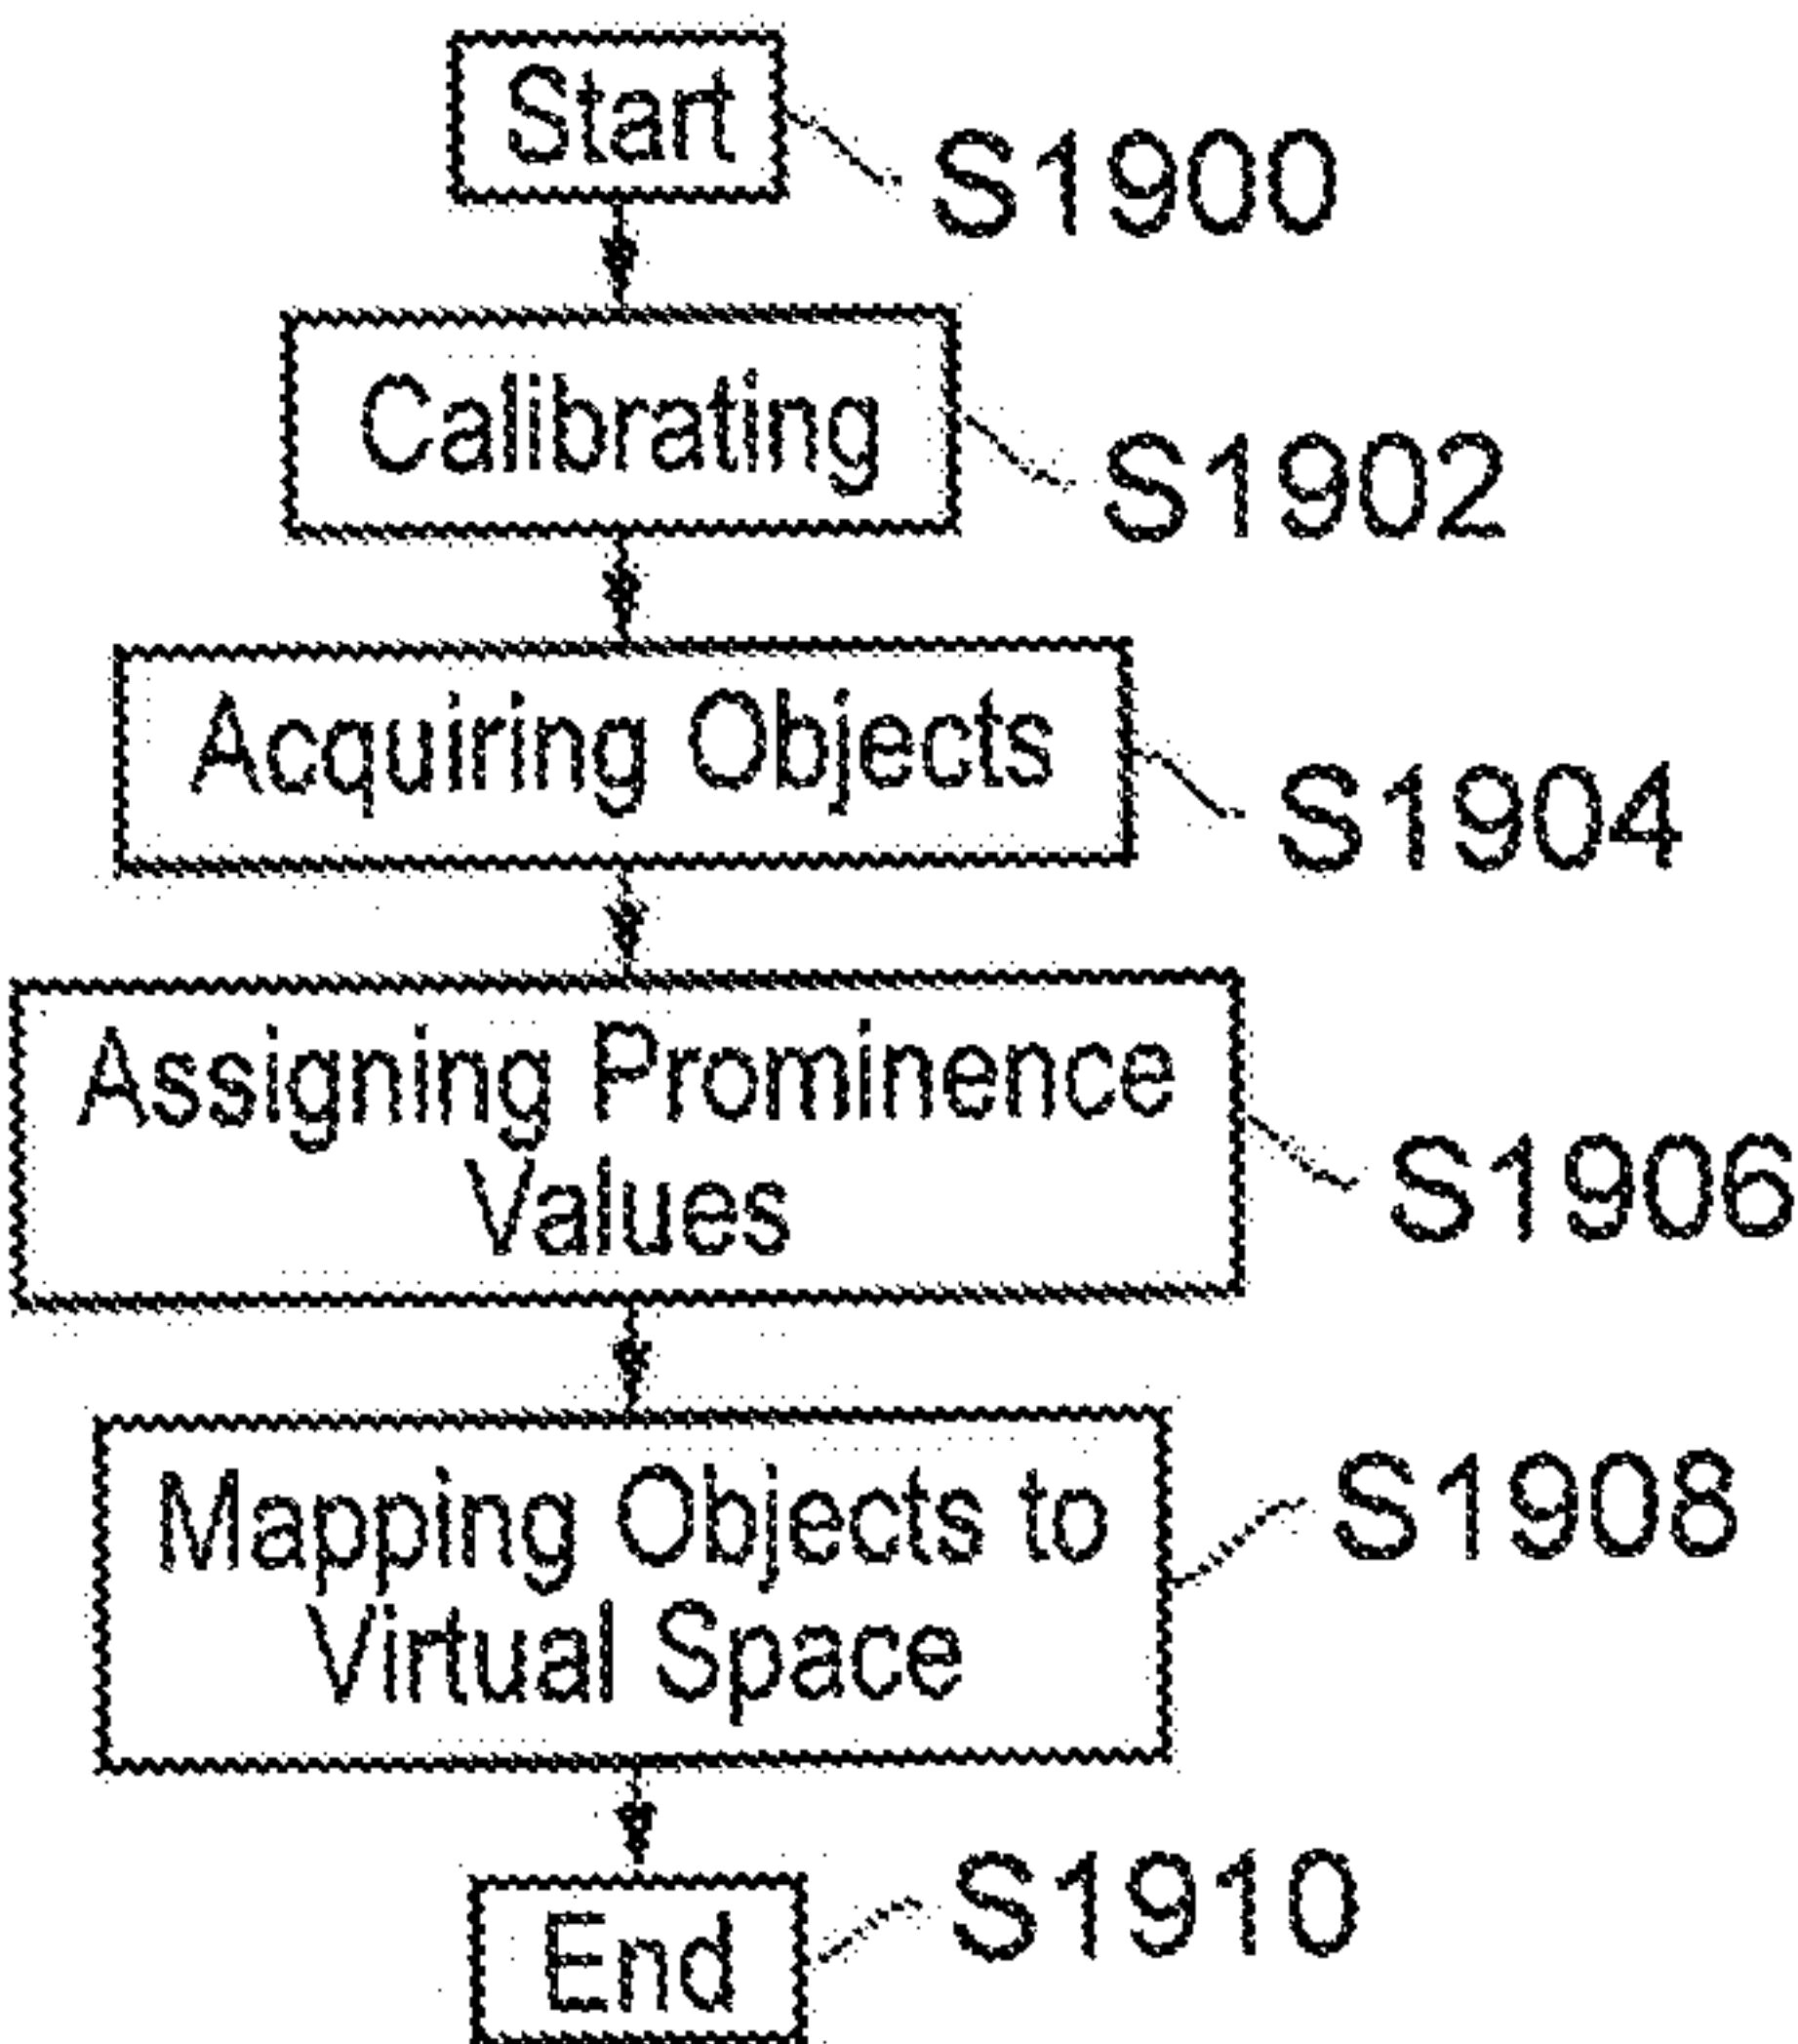 Start
S1900
Calibrating
S1902
Acquiring Objects
S1904
Assigning Prominence
Values
S1906
Mapping Objects to
Virtual Space
S1908
End
S1910